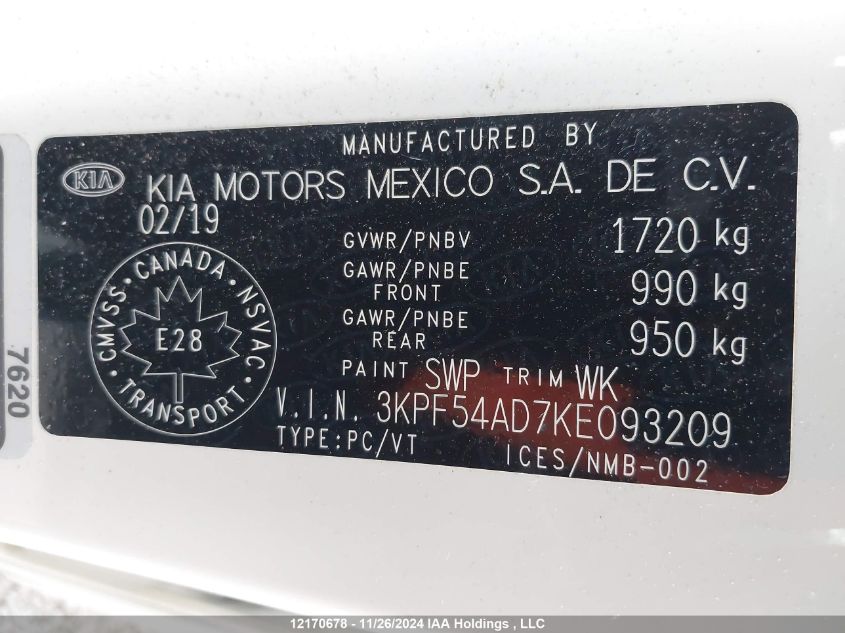 MANUFACTURED BY
KIA KIA MOTORS MEXICO S.A. DE C.V.
02/19
GVWR/PNBV 1720 kg
GAWR/PNBE FRONT 990 kg
GAWR/PNBE REAR 950 kg
PAINT SWP TRIM WK
V.I.N. 3KPF54AD7KE093209
TYPE:PC/VT ICES/NMB-002
CANADA · NSVAC · TRANSPORT · CMVSS ·
E28
7620
12170678 - 11/26/2024 IAA Holdings , LLC